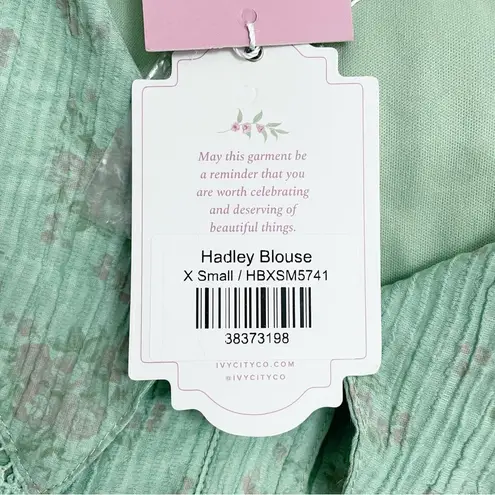 May this garment be
a reminder that you
are worth celebrating
and deserving of
beautiful things.
Hadley Blouse
X Small / HBXSM5741
38373198
IVYCITYCO.COM
@IVYCITYCO